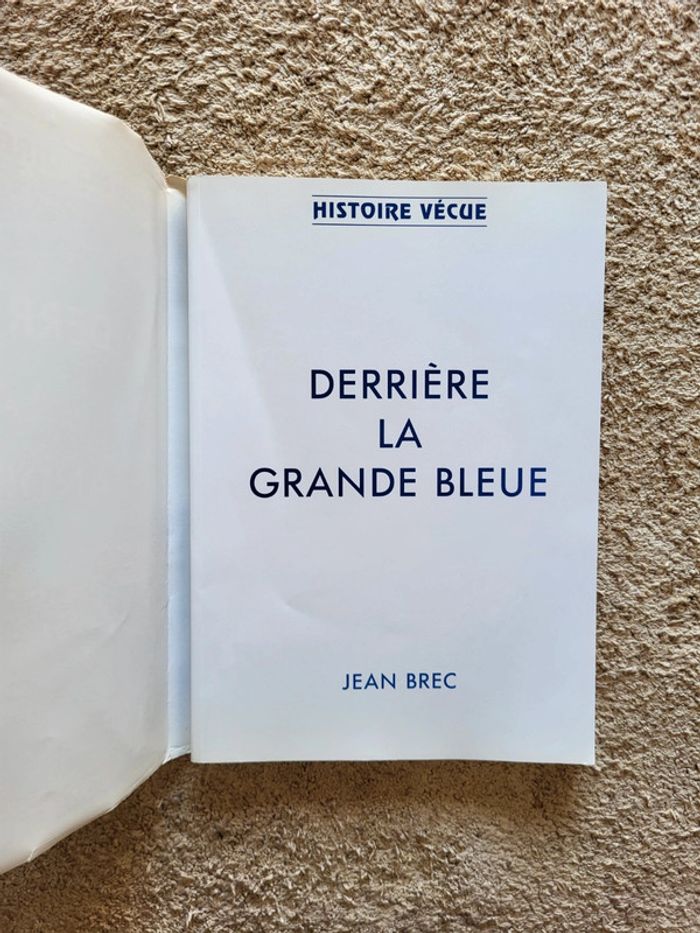 HISTOIRE VÉCUE
DERRIÈRE
LA
GRANDE BLEUE
JEAN BREC